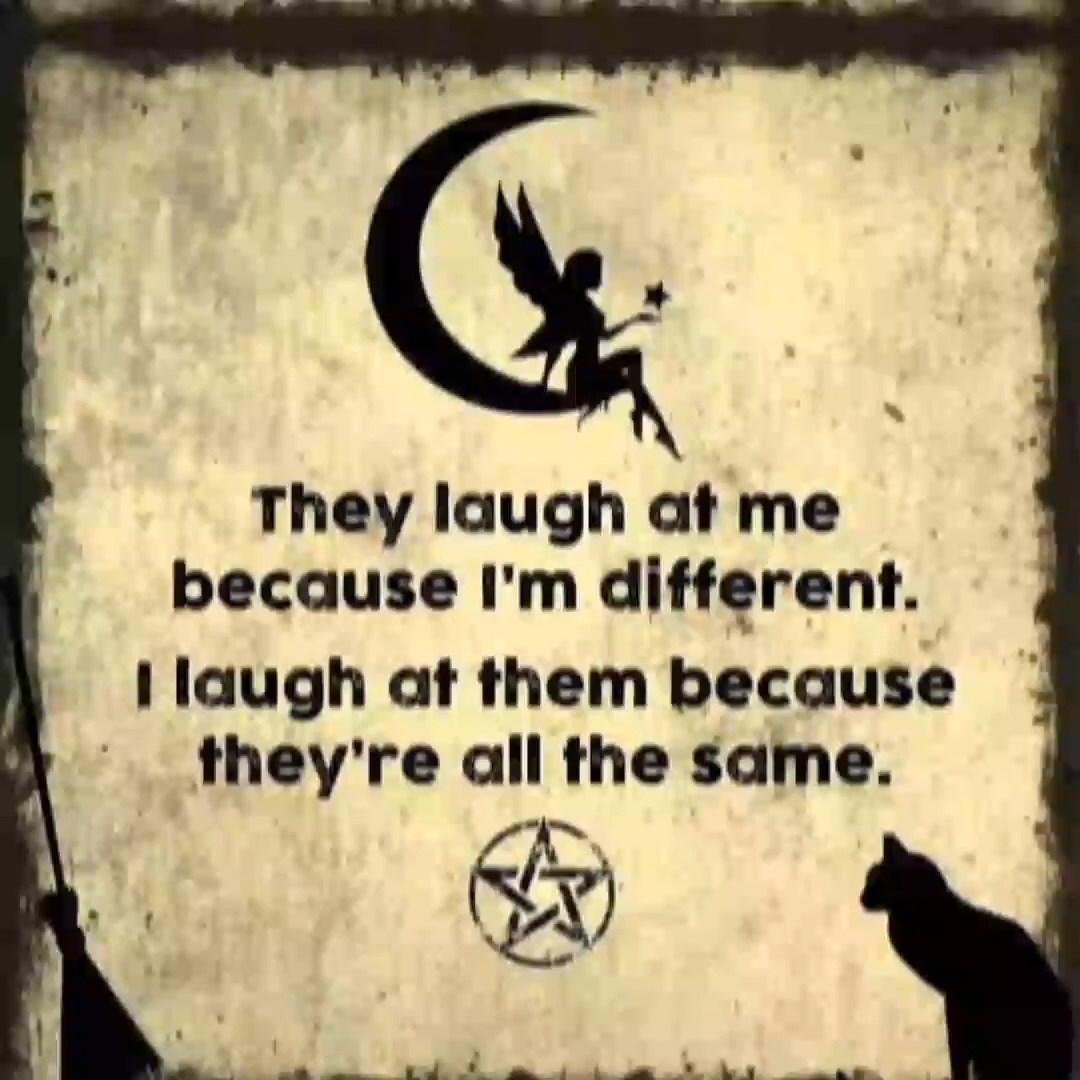 They laugh at me
because I'm different.
I laugh at them because
they're all the same.